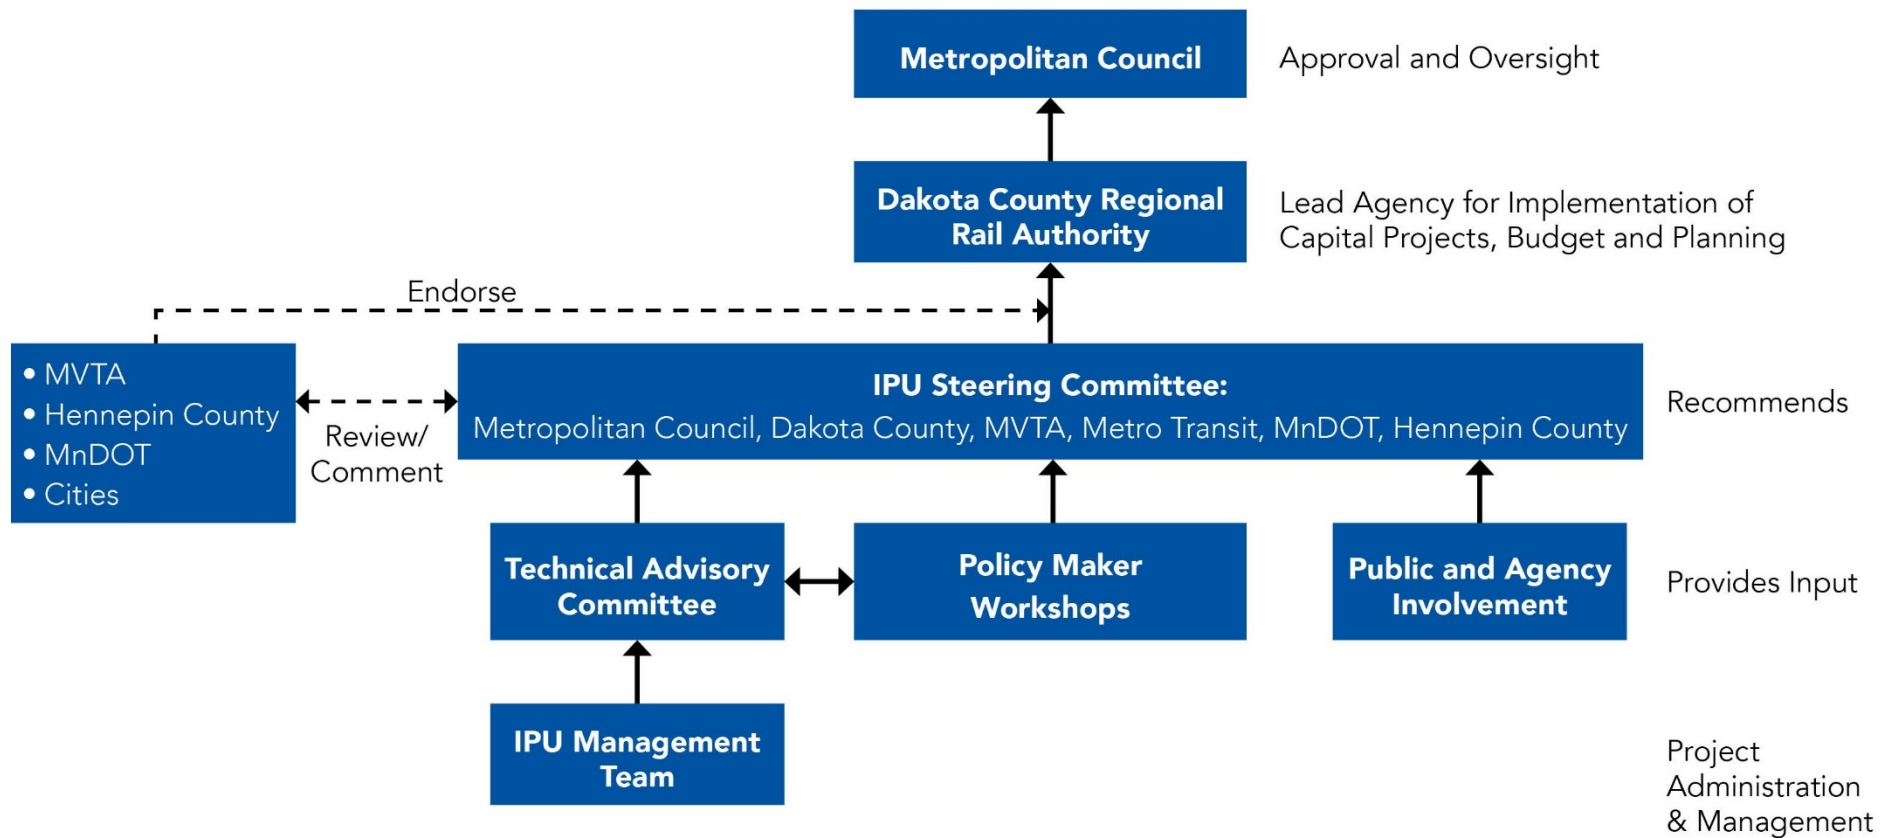 Metropolitan Council
Approval and Oversight
Dakota County Regional
Rail Authority
Lead Agency for Implementation of
Capital Projects, Budget and Planning
Endorse
• MVTA
• Hennepin County
• MnDOT
• Cities
Review/
Comment
IPU Steering Committee:
Metropolitan Council, Dakota County, MVTA, Metro Transit, MnDOT, Hennepin County
Recommends
Technical Advisory
Committee
Policy Maker
Workshops
Public and Agency
Involvement
Provides Input
IPU Management
Team
Project
Administration
& Management